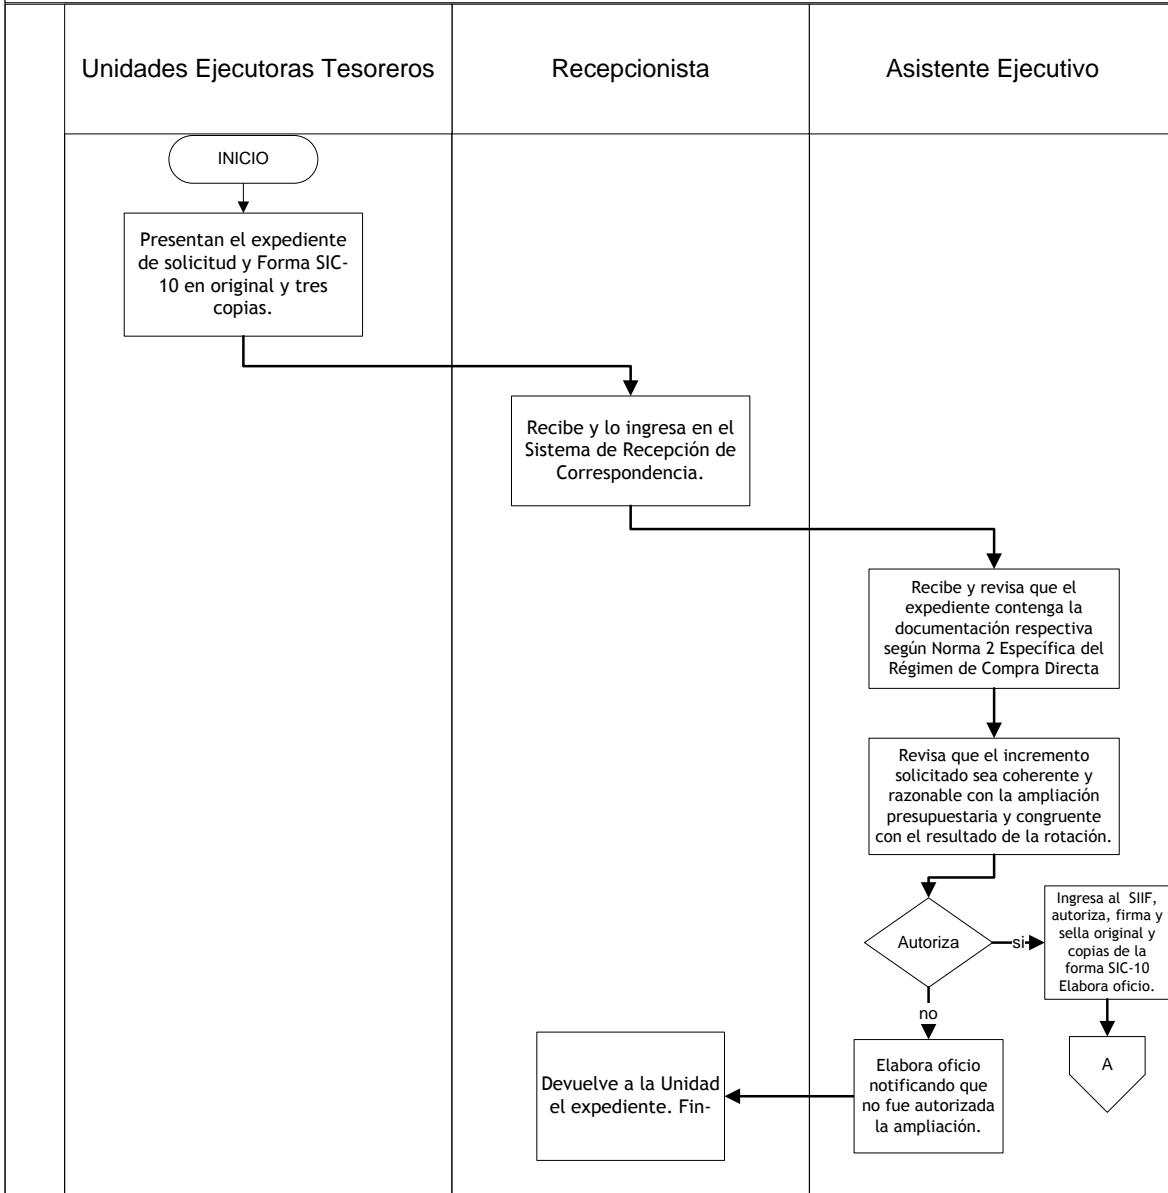 Unidades Ejecutoras Tesoreros
Recepcionista
Asistente Ejecutivo
INICIO
Presentan el expediente
de solicitud y Forma SIC-
10 en original y tres
copias.
Recibe y lo ingresa en el
Sistema de Recepción de
Correspondencia.
Recibe y revisa que el
expediente contenga la
documentación respectiva
según Norma 2 Específica del
Régimen de Compra Directa
Revisa que el incremento
solicitado sea coherente y
razonable con la ampliación
presupuestaria y congruente
con el resultado de la rotación.
Autoriza
si
Ingresa al SIIF,
autoriza, firma y
sella original y
copias de la
forma SIC-10
Elabora oficio.
no
A
Elabora oficio
notificando que
no fue autorizada
la ampliación.
Devuelve a la Unidad
el expediente. Fin-